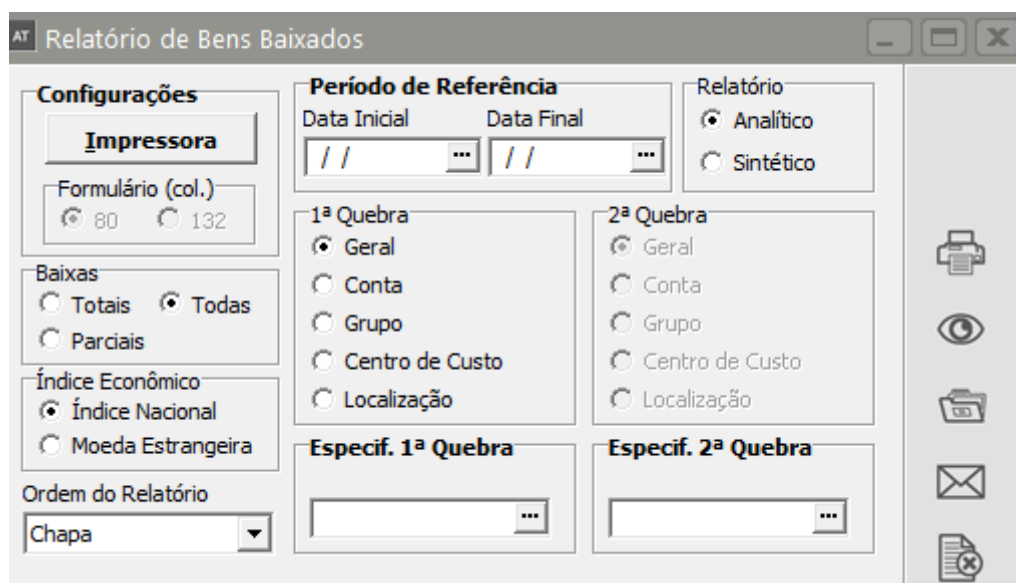 AT Relatório de Bens Baixados
Configurações
Impressora
Formulário (col.)
80 132
Baixas
Totais Todas
Parciais
Índice Econômico
Índice Nacional
Moeda Estrangeira
Ordem do Relatório
Chapa
Período de Referência
Data Inicial Data Final
/ / ... / / ...
Relatório
Analítico
Sintético
1ª Quebra
Geral
Conta
Grupo
Centro de Custo
Localização
2ª Quebra
Geral
Conta
Grupo
Centro de Custo
Localização
Especif. 1ª Quebra
...
Especif. 2ª Quebra
...